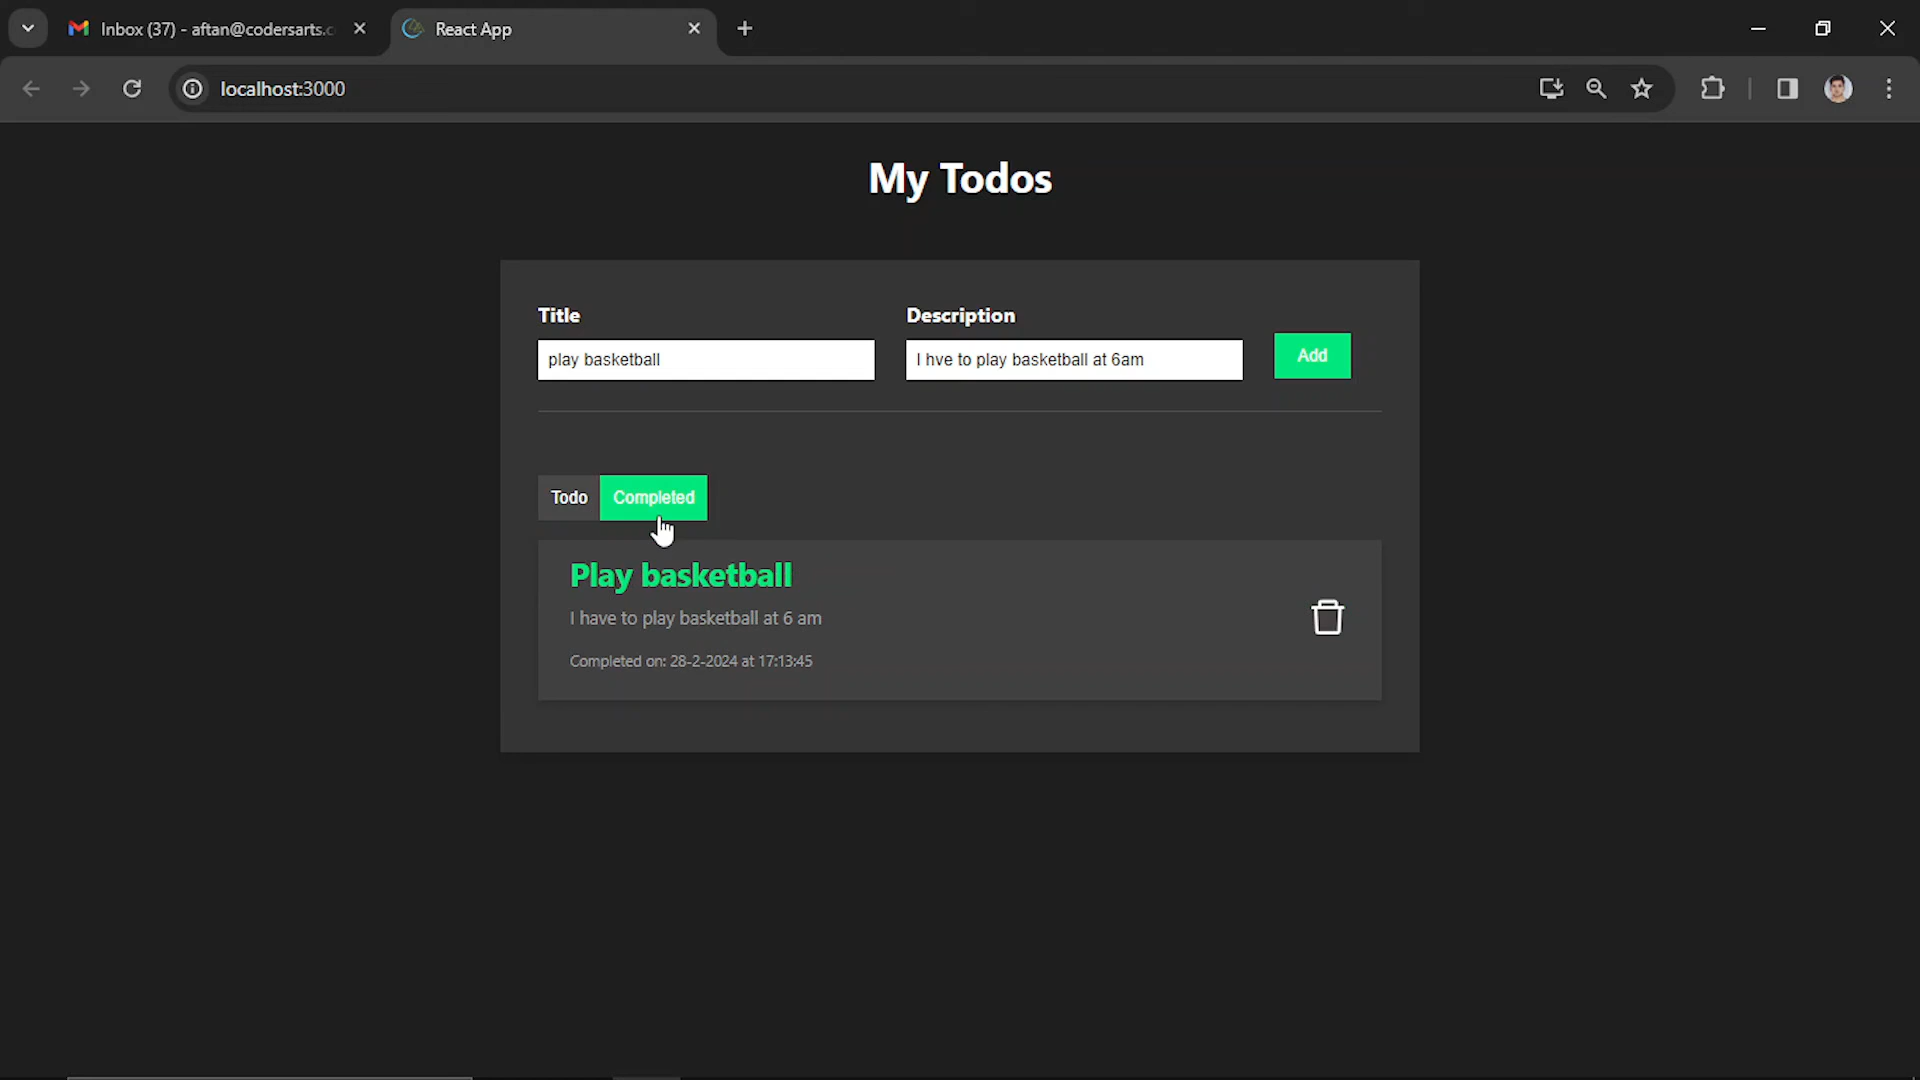 Inbox (37) - aftan@codersarts.c
React App
localhost:3000
My Todos
Title
Description
play basketball
I hve to play basketball at 6am
Add
Todo
Completed
Play basketball
I have to play basketball at 6 am
Completed on: 28-2-2024 at 17:13:45